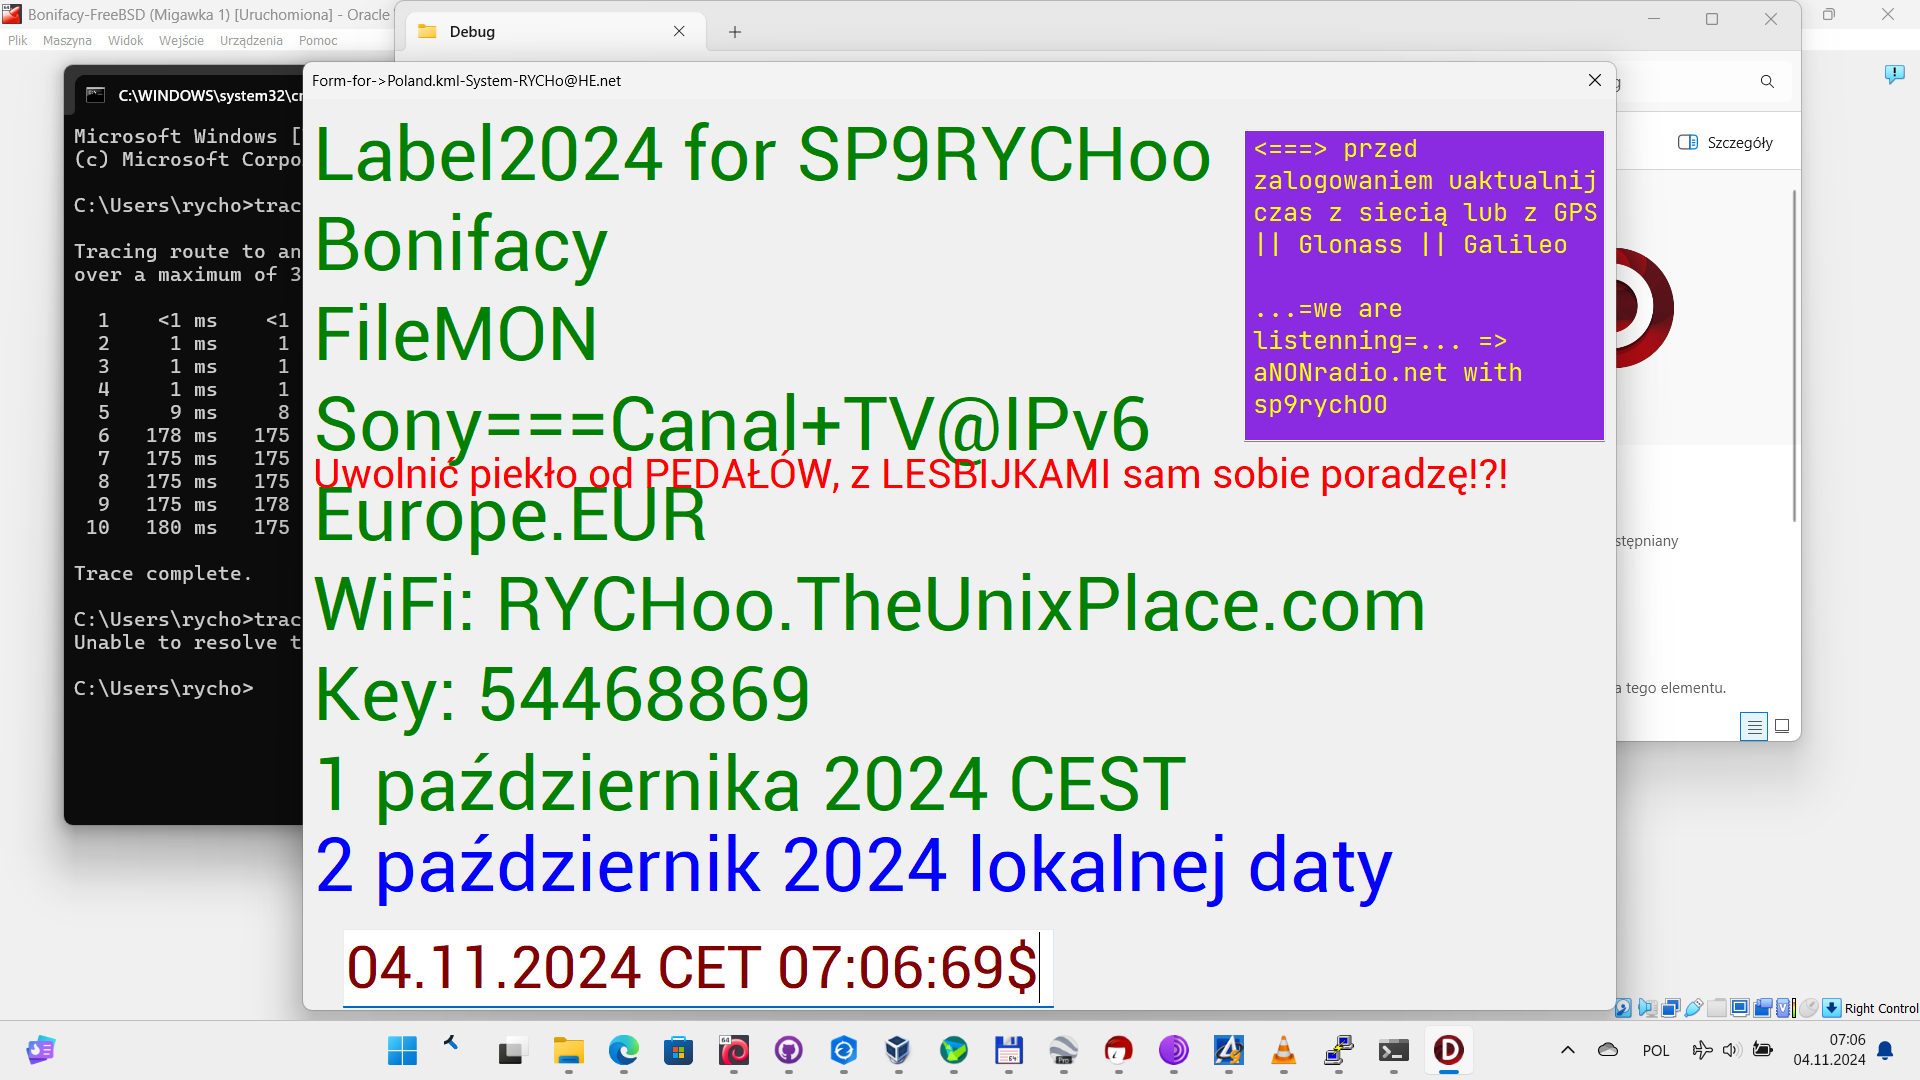 Bonifacy-FreeBSD (Migawka 1) [Uruchomiona] - Oracle
Plik Maszyna Widok Wejście Urządzenia Pomoc
Debug
C:\WINDOWS\system32\c
Microsoft Windows [
(c) Microsoft Corpo
C:\Users\rycho>trac
Tracing route to an
over a maximum of 3
1 <1 ms <1
2 1 ms 1
3 1 ms 1
4 1 ms 1
5 9 ms 8
6 178 ms 175
7 175 ms 175
8 175 ms 175
9 175 ms 178
10 180 ms 175
Trace complete.
C:\Users\rycho>trac
Unable to resolve t
C:\Users\rycho>
Form-for->Poland.kml-System-RYCHo@HE.net
Label2024 for SP9RYCHoo
Bonifacy
FileMON
Sony===Canal+TV@IPv6
Uwolnić piekło od PEDAŁÓW, z LESBIJKAMI sam sobie poradzę!?!
Europe.EUR
WiFi: RYCHoo.TheUnixPlace.com
Key: 54468869
1 października 2024 CEST
2 październik 2024 lokalnej daty
04.11.2024 CET 07:06:69$
<===> przed
zalogowaniem uaktualnij
czas z siecią lub z GPS
|| Glonass || Galileo
...=we are
listenning=... =>
aNONradio.net with
sp9rychOO
Szczegóły
stępniany
a tego elementu.
Right Control
POL
07:06
04.11.2024